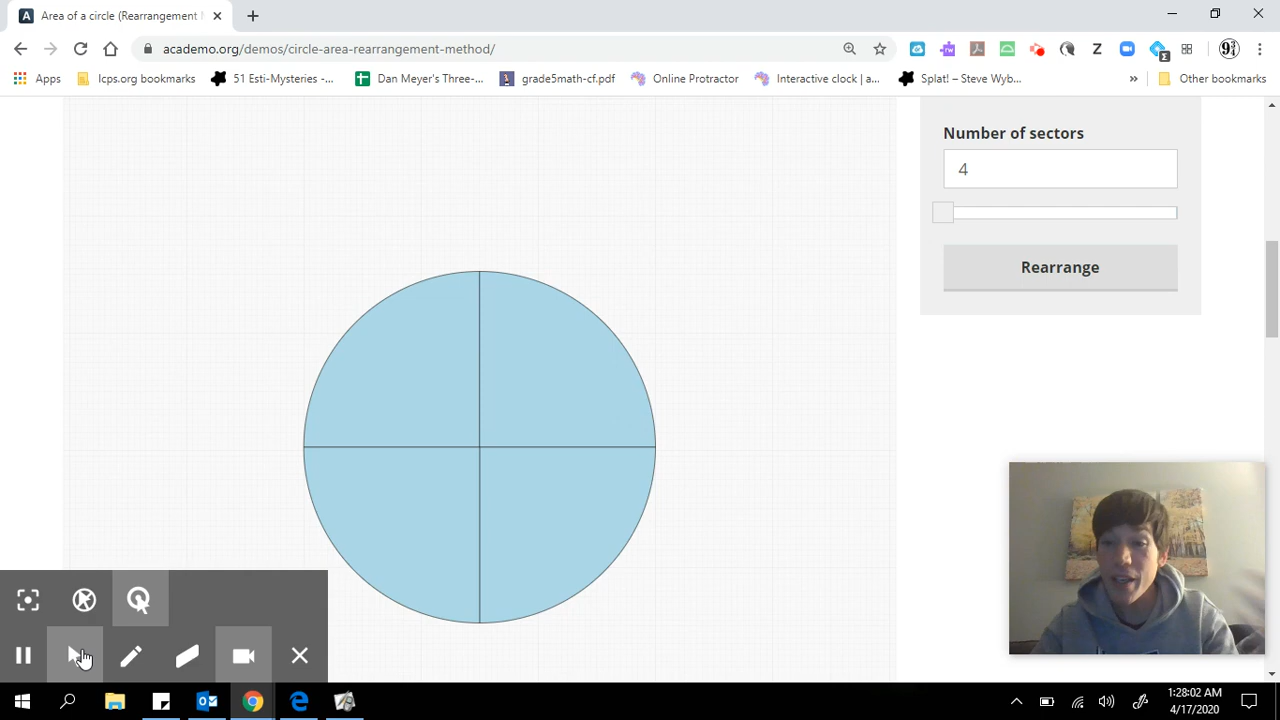 Area of a circle (Rearrangement
academo.org/demos/circle-area-rearrangement-method/
Apps lcps.org bookmarks 51 Esti-Mysteries -... Dan Meyer's Three-... grade5math-cf.pdf Online Protractor Interactive clock | a... Splat! – Steve Wyb... » Other bookmarks
Number of sectors
4
Rearrange
1:28:02 AM
4/17/2020